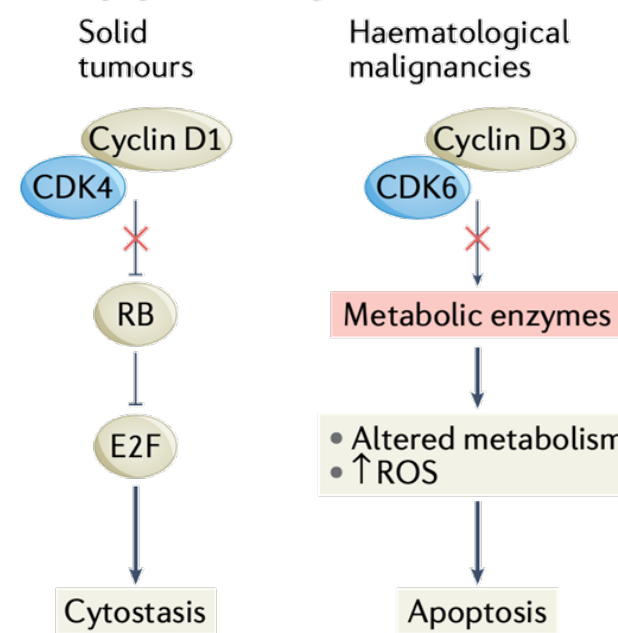 Solid
tumours
Cyclin D1
CDK4
RB
E2F
Cytostasis
Haematological
malignancies
Cyclin D3
CDK6
Metabolic enzymes
• Altered metabolism
• ↑ROS
Apoptosis